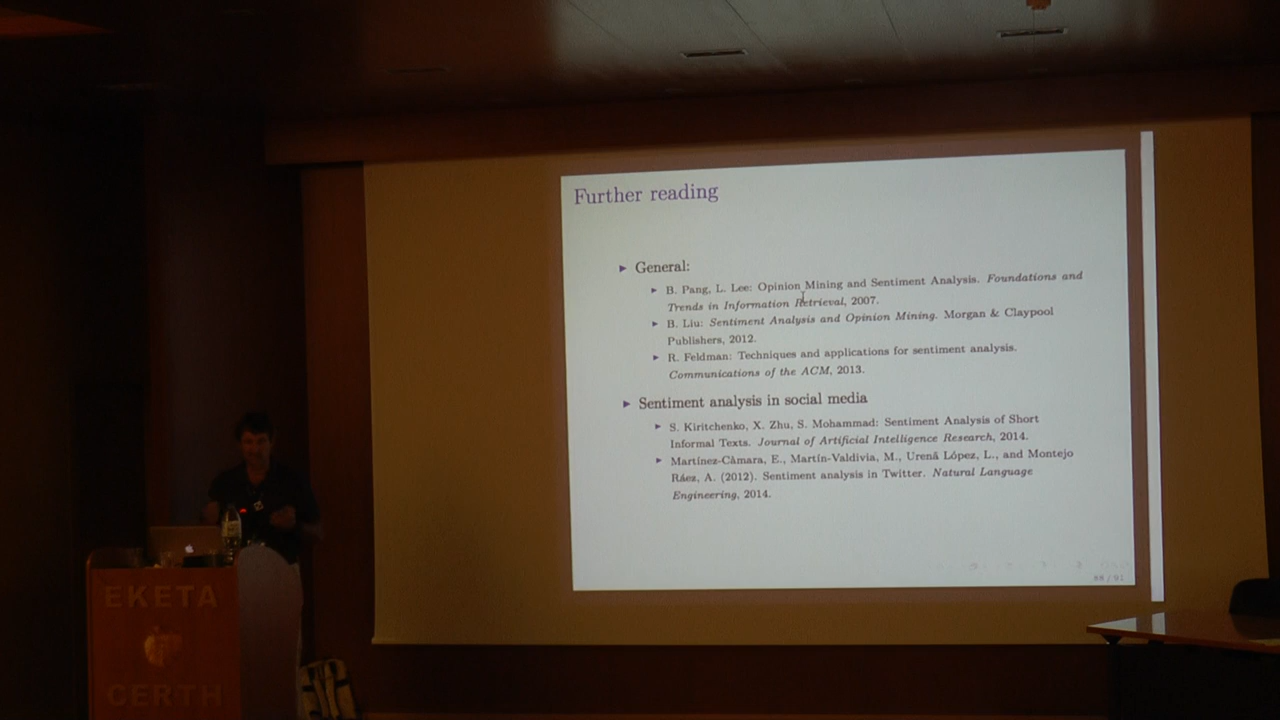 Further reading
General:
B. Pang, L. Lee: Opinion Mining and Sentiment Analysis. Foundations and
Trends in Information Retrieval, 2007.
B. Liu: Sentiment Analysis and Opinion Mining. Morgan & Claypool
Publishers, 2012.
R. Feldman: Techniques and applications for sentiment analysis.
Communications of the ACM, 2013.
Sentiment analysis in social media
S. Kiritchenko, X. Zhu, S. Mohammad: Sentiment Analysis of Short
Informal Texts. Journal of Artificial Intelligence Research, 2014.
Martínez-Cámara, E., Martín-Valdivia, M., Ureñã López, L., and Montejo
Ráez, A. (2012). Sentiment analysis in Twitter. Natural Language
Engineering, 2014.
88 / 91
EKETA
CERTH